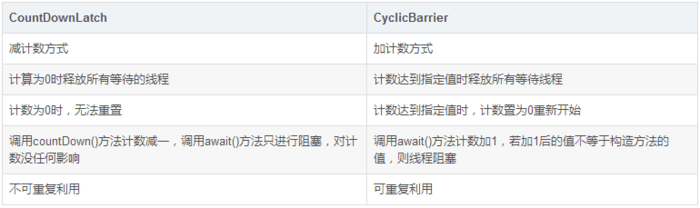 CountDownLatch CyclicBarrier
减计数方式 加计数方式
计算为0时释放所有等待的线程 计数达到指定值时释放所有等待线程
计数为0时，无法重置 计数达到指定值时，计数置为0重新开始
调用countDown()方法计数减一，调用await()方法只进行阻塞，对计
数没任何影响
调用await()方法计数加1，若加1后的值不等于构造方法的
值，则线程阻塞
不可重复利用 可重复利用